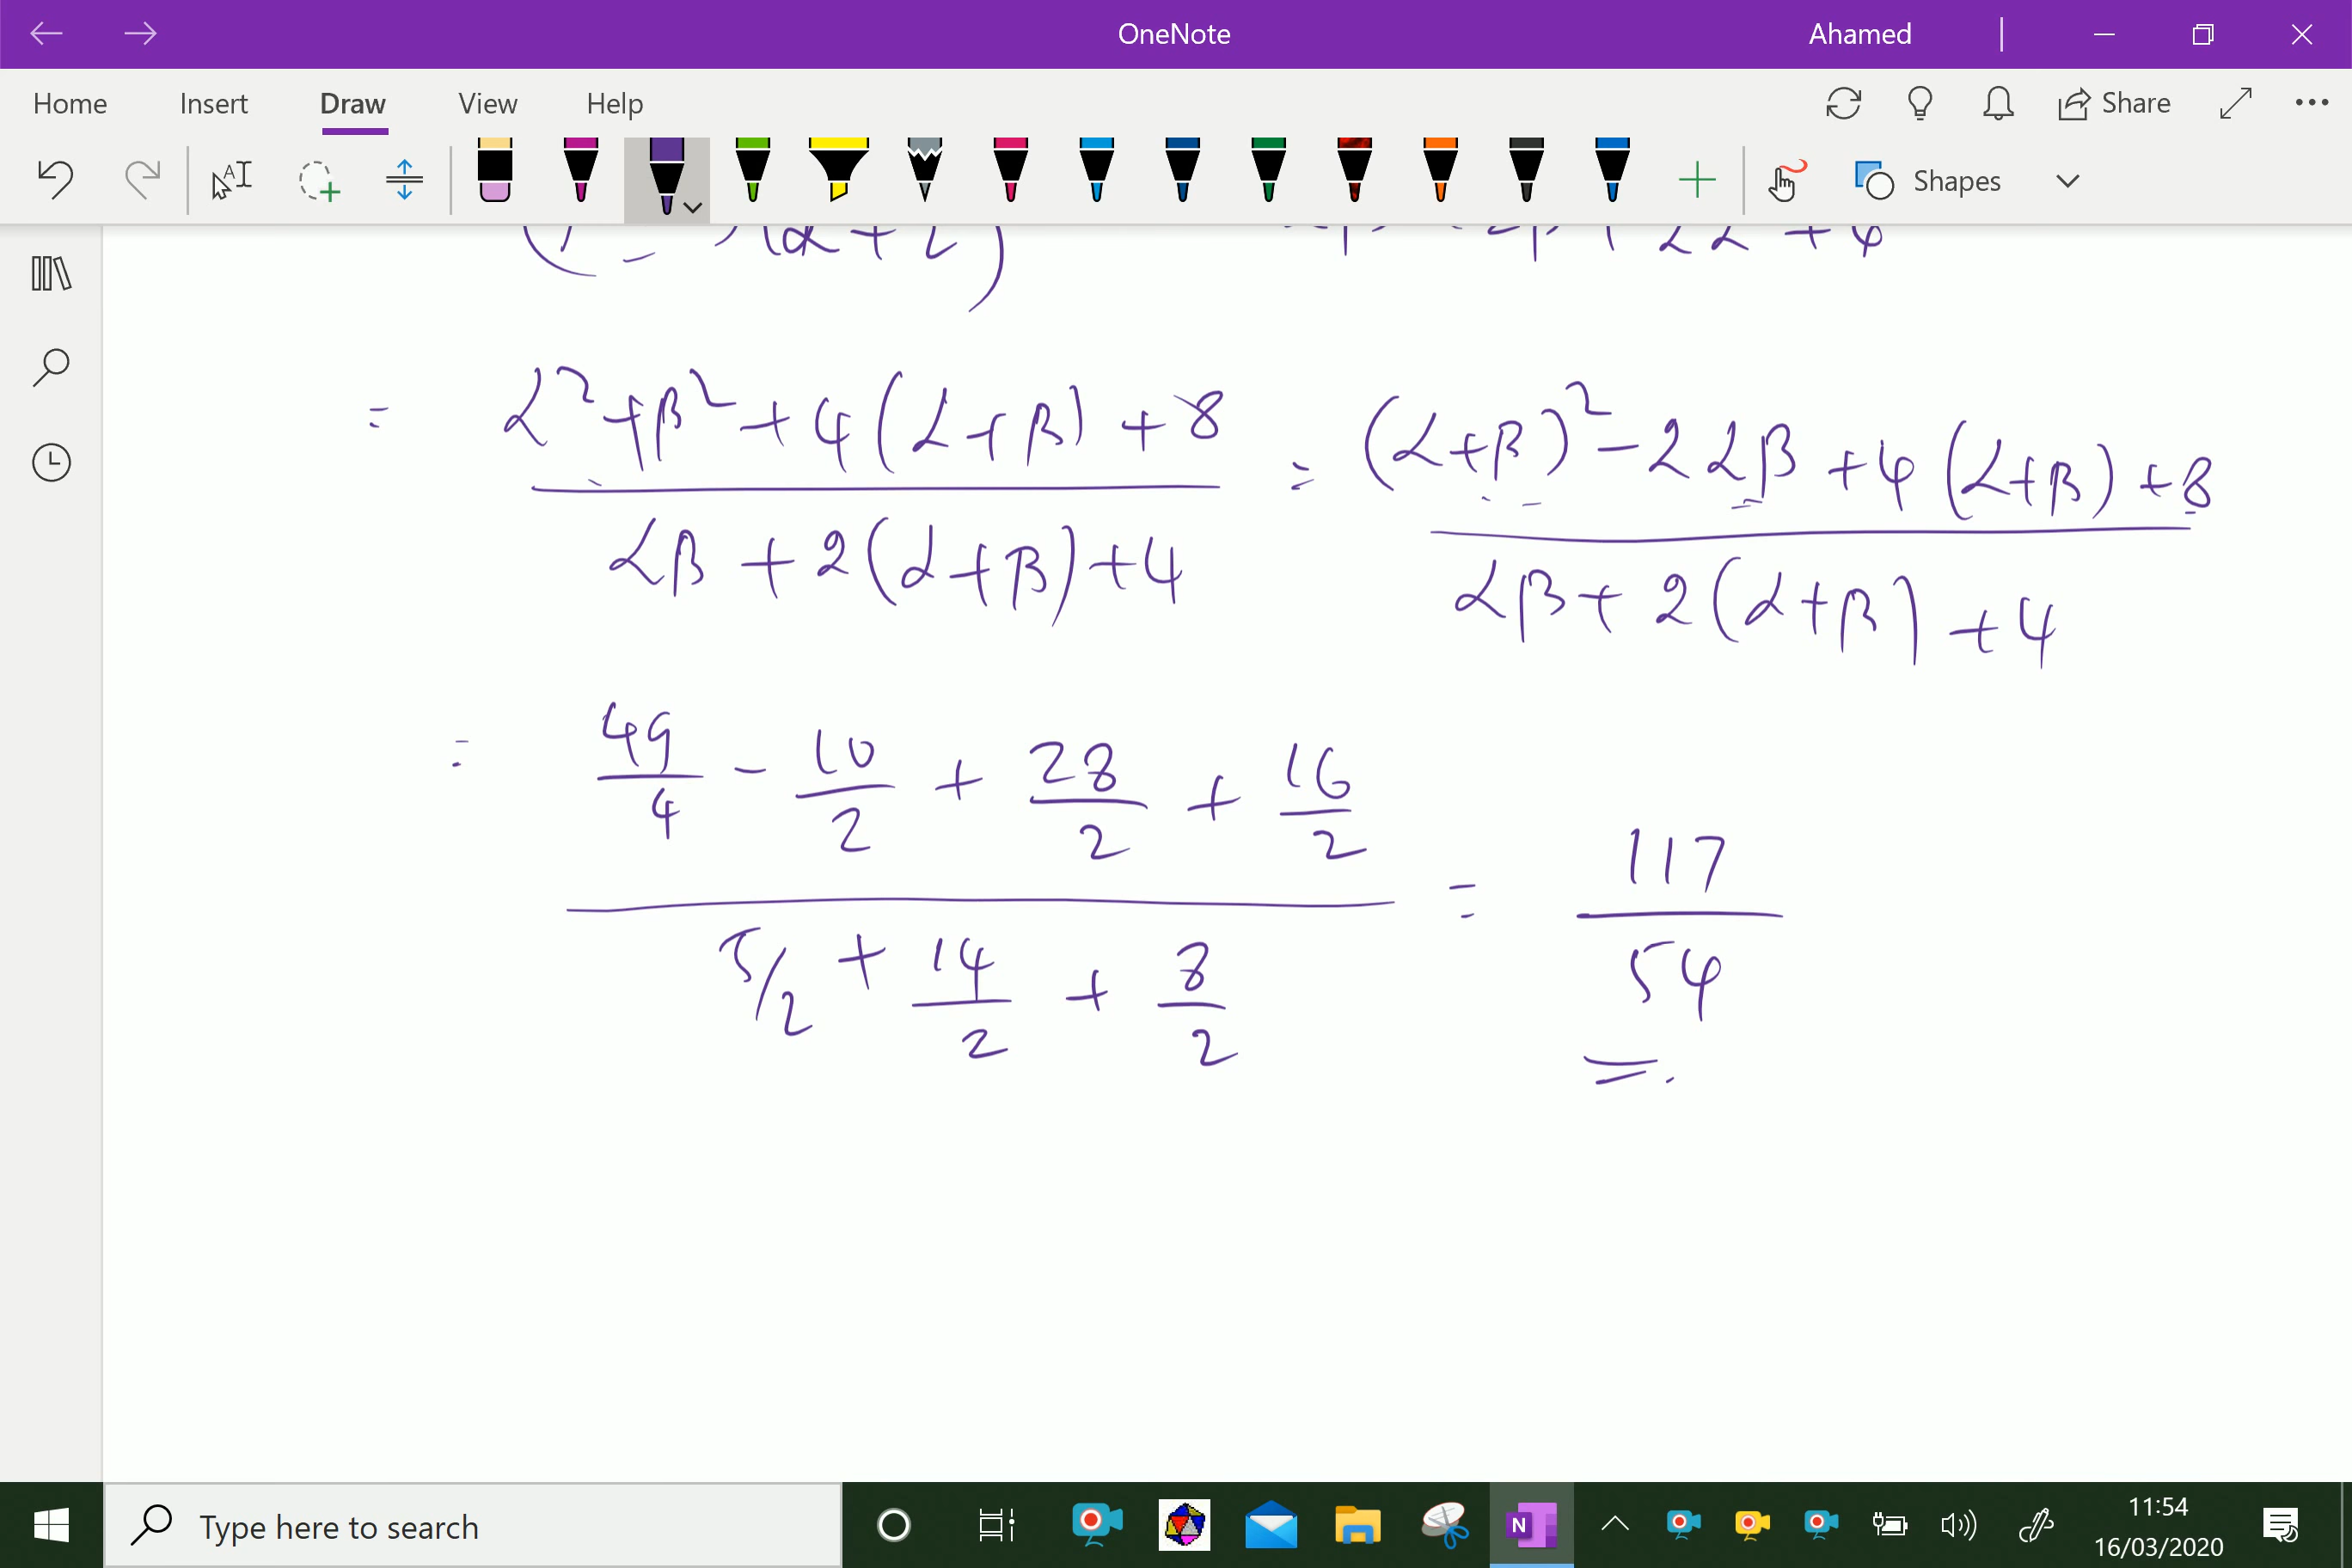 OneNote
Ahamed
Home Insert Draw View Help
Share
Shapes
= α²+β²+4(α+β)+8 / αβ+2(α+β)+4 = (α+β)²-2αβ+4(α+β)+8 / αβ+2(α+β)+4
= 49/4 - 10/2 + 28/2 + 16/2 / 5/2 + 14/2 + 8/2 = 117/54
Type here to search
N
11:54
16/03/2020